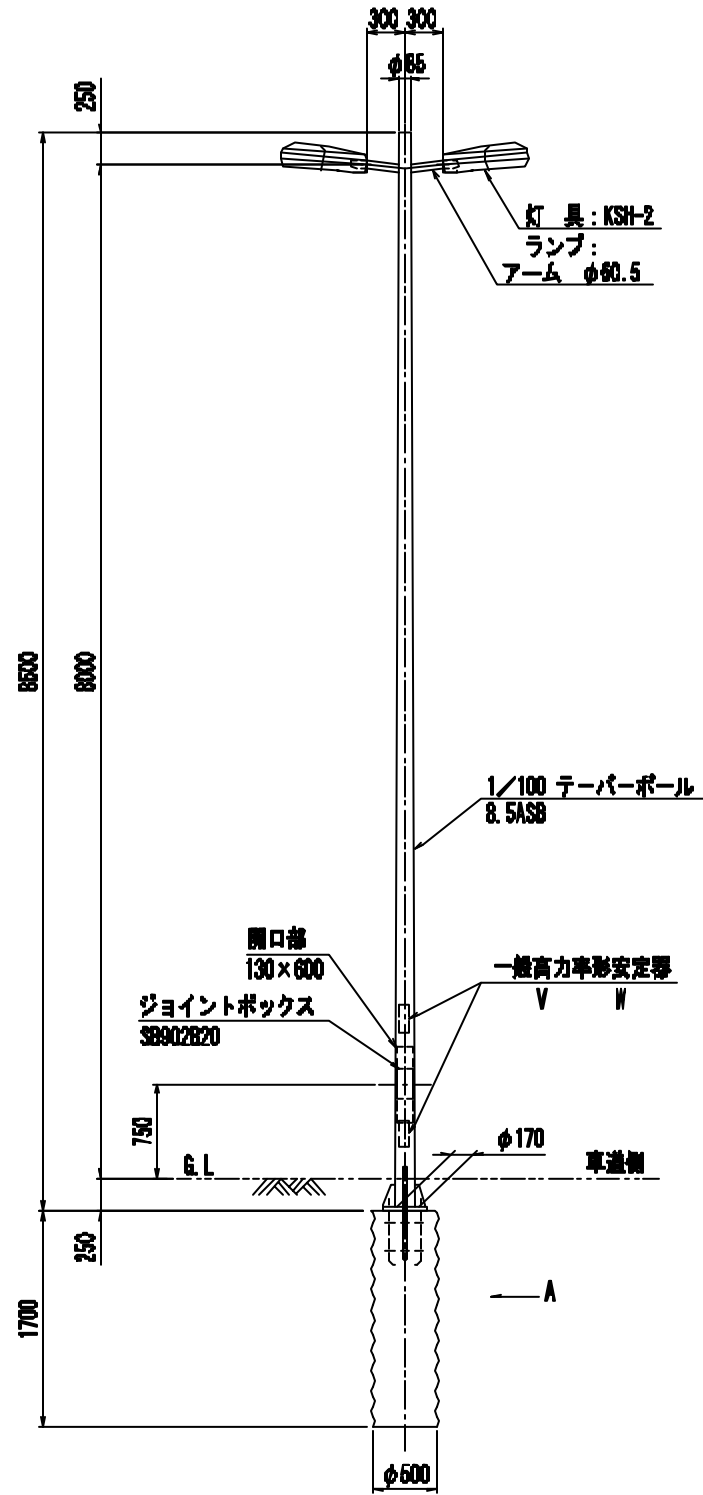 300 300
φ85
250
灯 具 : KSH-2
ランプ :
アーム φ60.5
8500
8000
1/100 テーパーポール
8.5ASB
開口部
130×600
一般高力率形安定器
V W
ジョイントボックス
SB902B20
750
φ170
G.L
車道側
250
A
1700
φ500